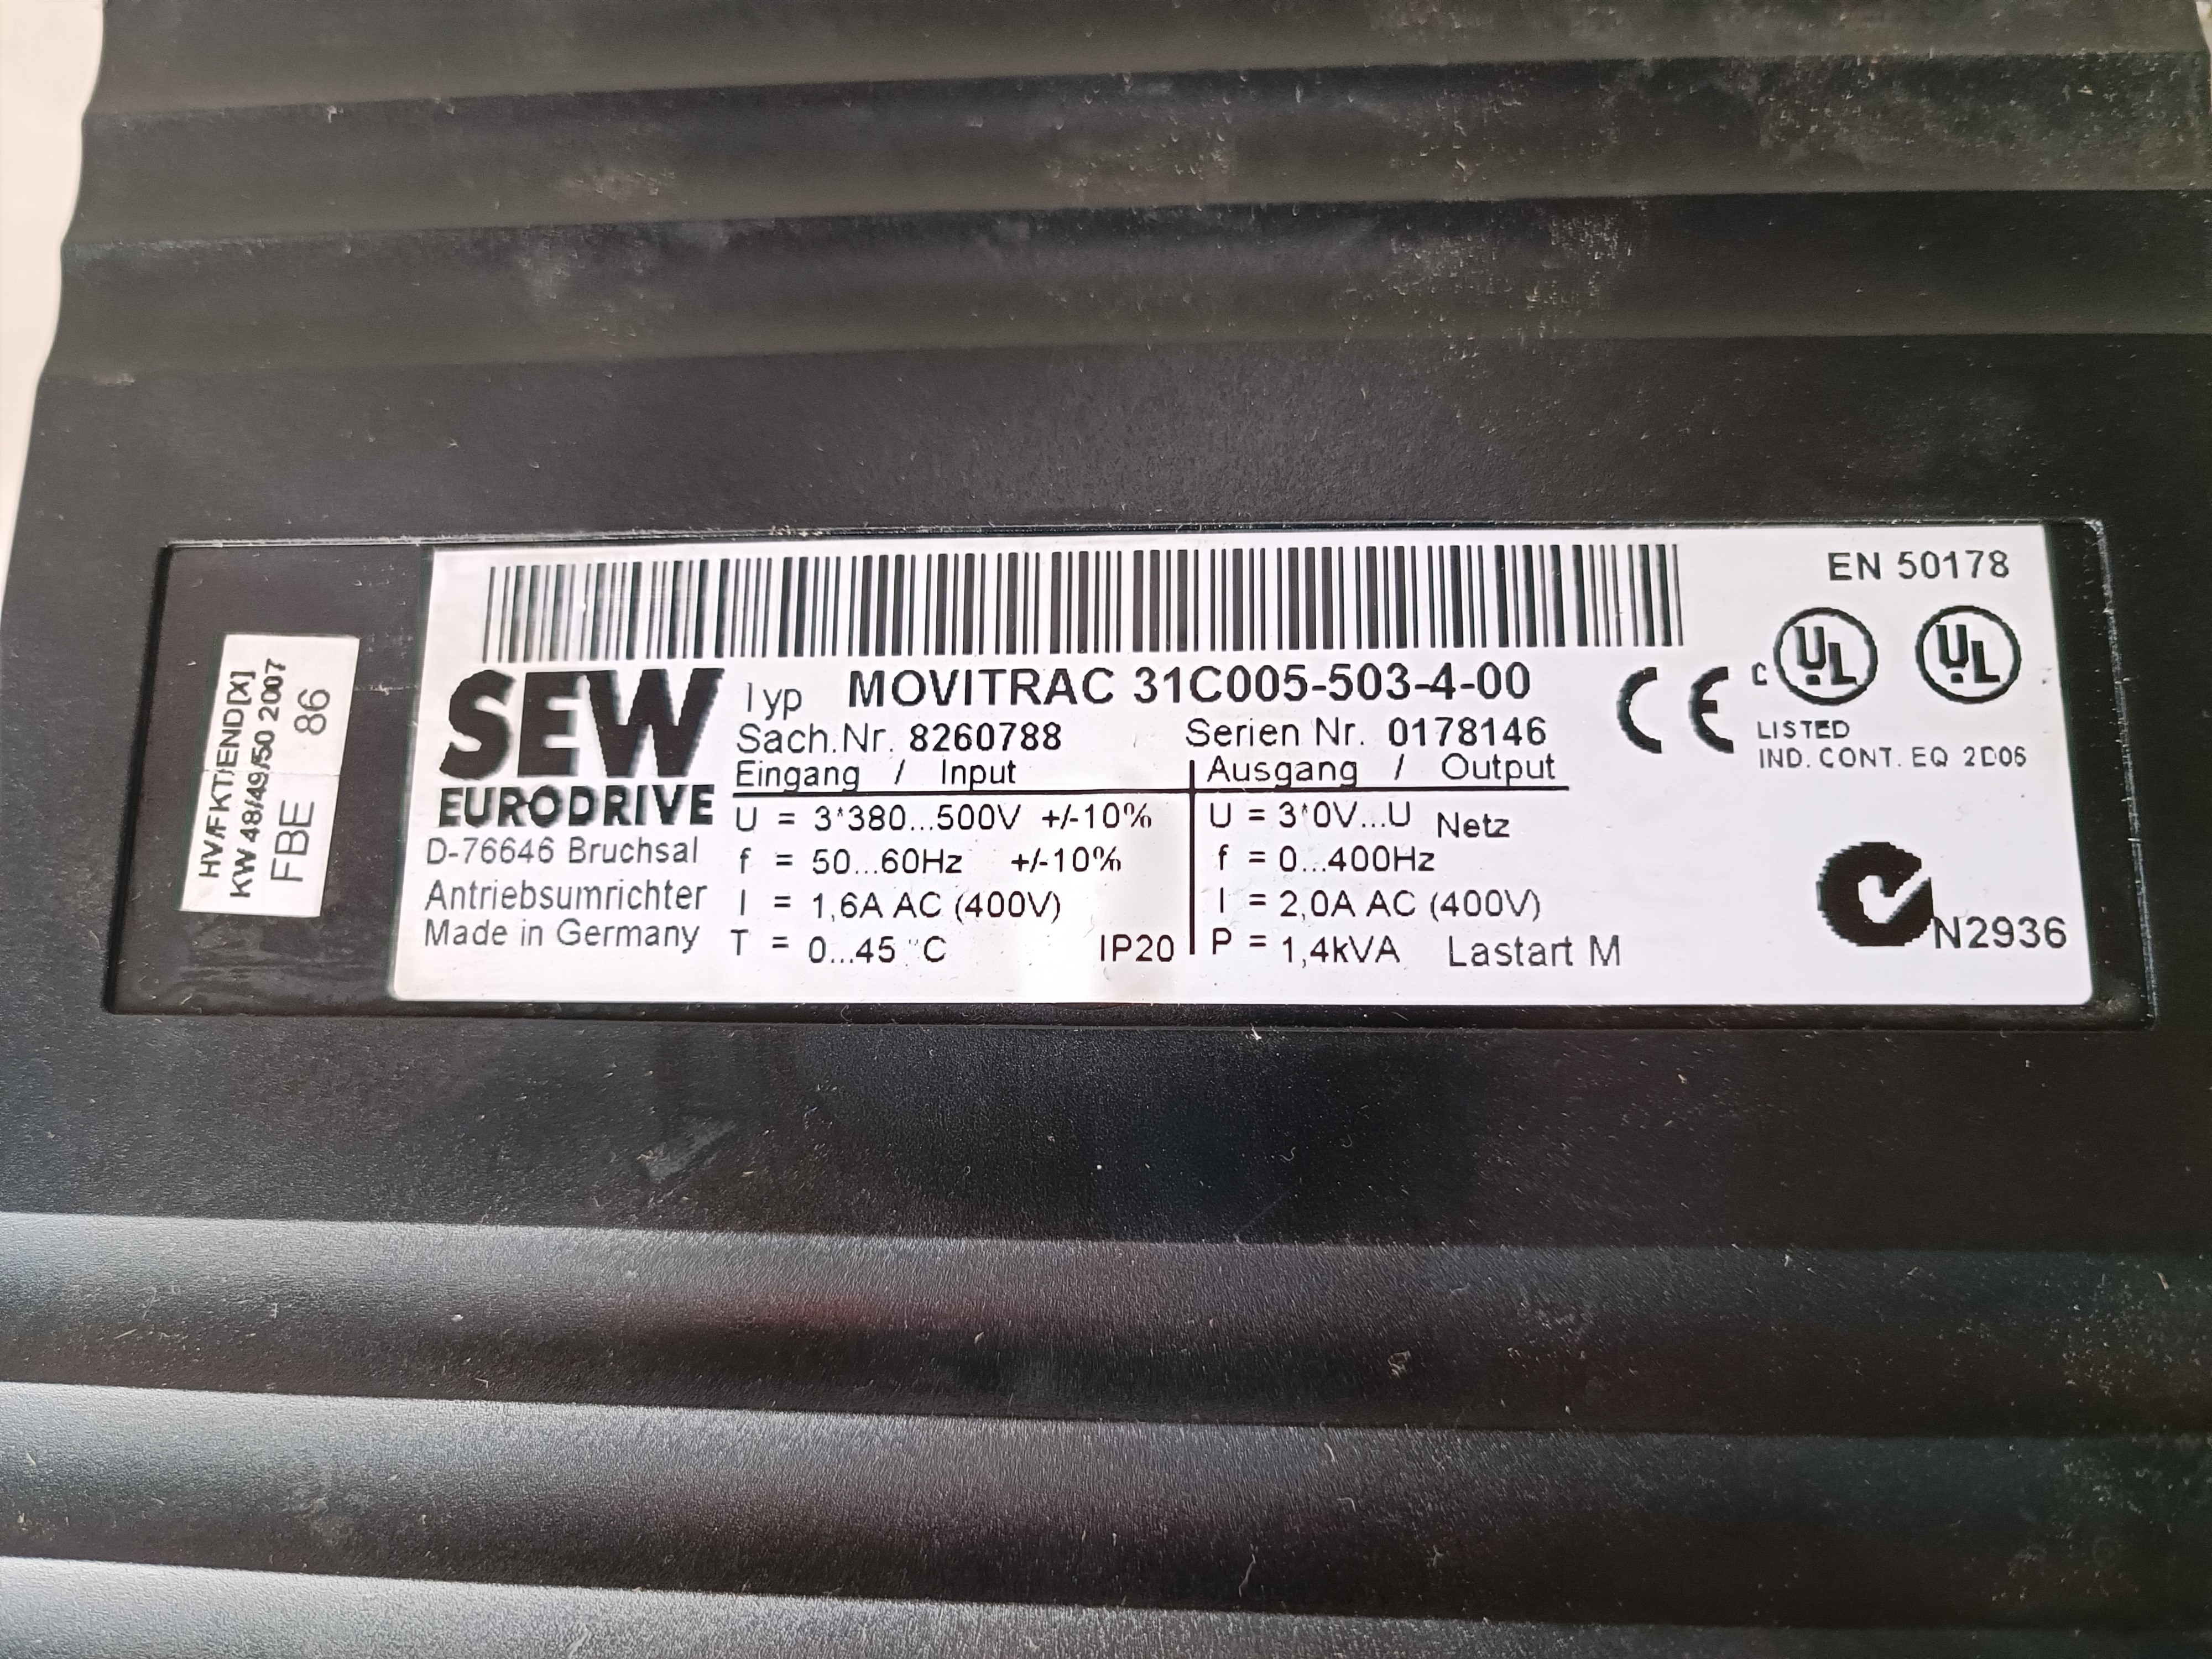 HV/FKT/END[X]
KW 48/49/50 2007
FBE 86
EN 50178
SEW
EURODRIVE
D-76646 Bruchsal
Antriebsumrichter
Made in Germany
Typ MOVITRAC 31C005-503-4-00
Sach.Nr. 8260788 Serien Nr. 0178146
Eingang / Input
U = 3*380...500V +/-10%
f = 50...60Hz +/-10%
I = 1,6A AC (400V)
T = 0...45 °C IP20
Ausgang / Output
U = 3*0V...U Netz
f = 0...400Hz
I = 2,0A AC (400V)
P = 1,4kVA Lastart M
CE
C UL UL
LISTED
IND. CONT. EQ 2D06
N2936